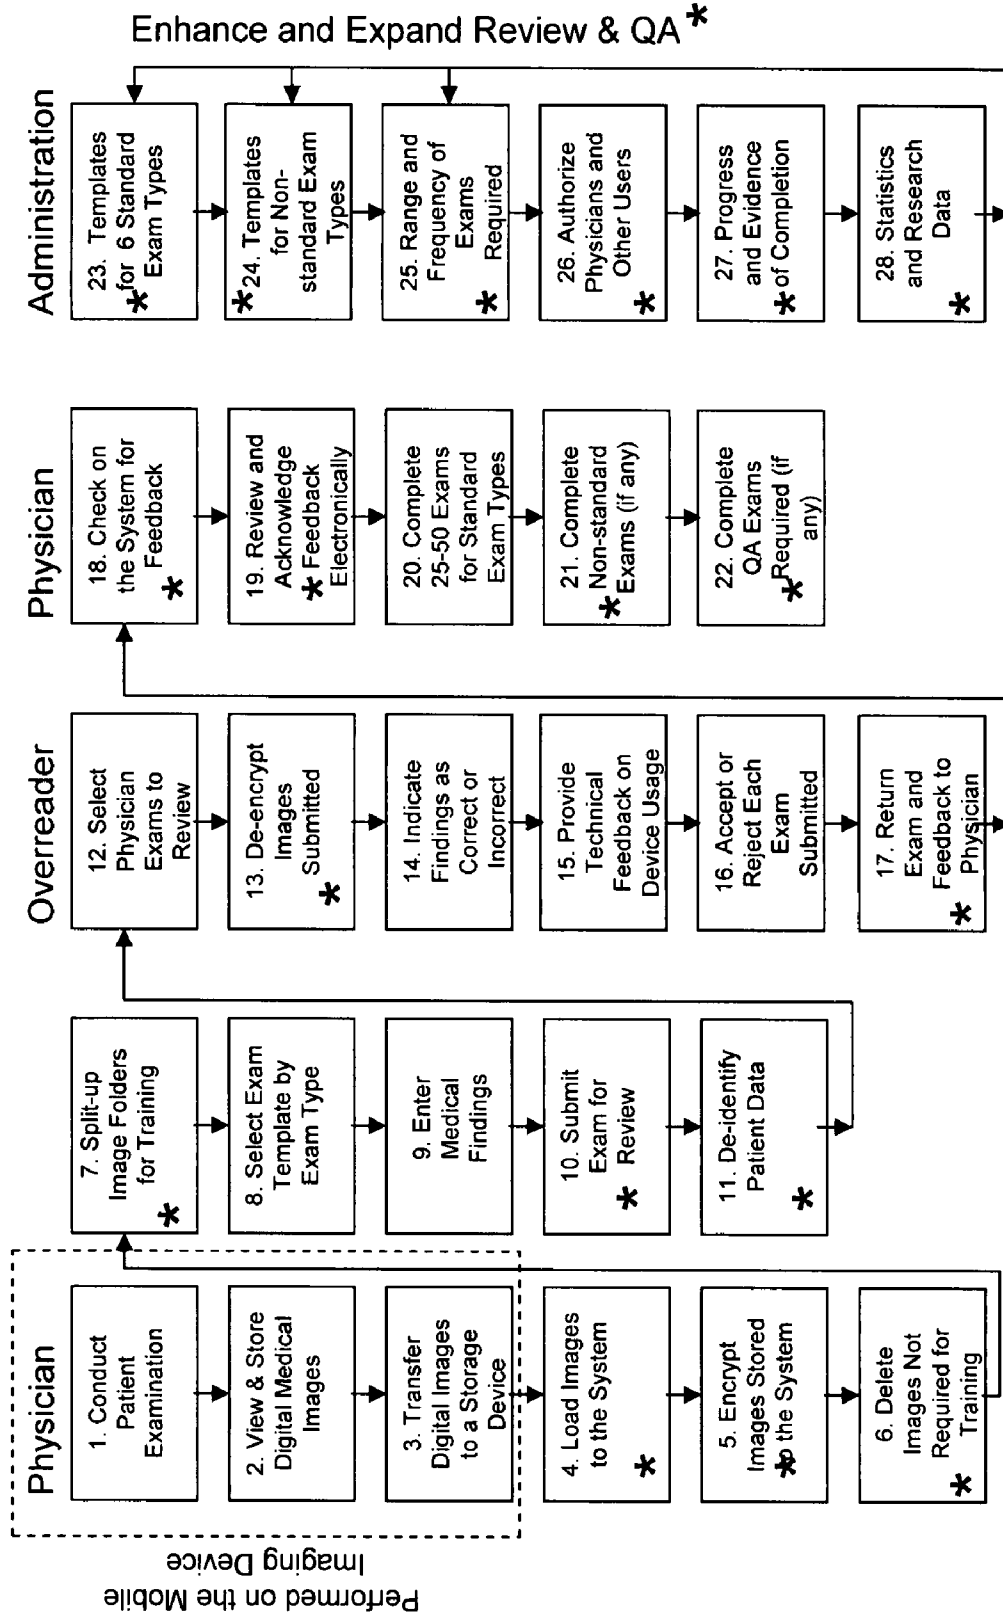 Performed on the Mobile
Imaging Device
Physician
1. Conduct
Patient
Examination
2. View & Store
Digital Medical
Images
3. Transfer
Digital Images
to a Storage
Device
4. Load Images
to the System
*
5. Encrypt
Images Stored
*to the System
6. Delete
Images Not
Required for
Training
*
7. Split-up
Image Folders
for Training
*
8. Select Exam
Template by
Exam Type
9. Enter
Medical
Findings
10. Submit
Exam for
* Review
11. De-identify
Patient Data
*
Overreader
12. Select
Physician
Exams to
Review
13. De-encrypt
Images
Submitted
*
14. Indicate
Findings as
Correct or
Incorrect
15. Provide
Technical
Feedback on
Device Usage
16. Accept or
Reject Each
Exam
Submitted
17. Return
Exam and
Feedback to
* Physician
Physician
18. Check on
the System for
Feedback
*
19. Review and
Acknowledge
* Feedback
Electronically
20. Complete
25-50 Exams
for Standard
Exam Types
21. Complete
Non-standard
* Exams (if any)
22. Complete
QA Exams
* Required (if
any)
Administration
23. Templates
for 6 Standard
* Exam Types
* 24. Templates
for Non-
standard Exam
Types
25. Range and
Frequency of
Exams
* Required
26. Authorize
Physicians and
Other Users
*
27. Progress
and Evidence
* of Completion
28. Statistics
and Research
Data
*
Enhance and Expand Review & QA *